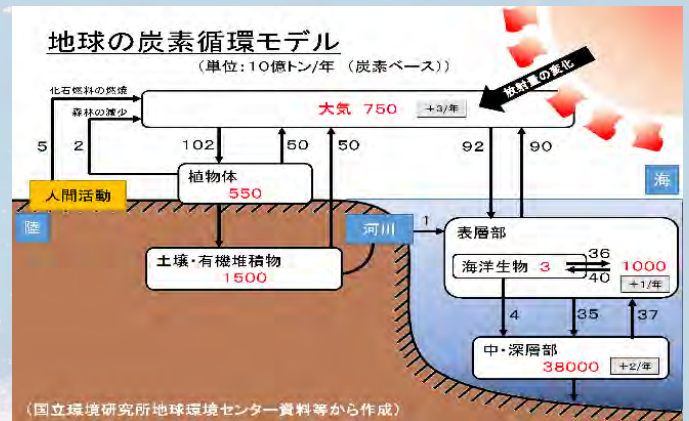 地球の炭素循環モデル
(単位:10億トン/年 (炭素ベース))
放射量の変化
化石燃料の燃焼
大気 750
+3/年
森林の減少
5
2
102
50
50
92
90
植物体
550
人間活動
海
陸
河川
1
表層部
土壌・有機堆積物
1500
海洋生物 3
36
40
1000
+1/年
4
35
37
中・深層部
38000
+2/年
(国立環境研究所地球環境センター資料等から作成)